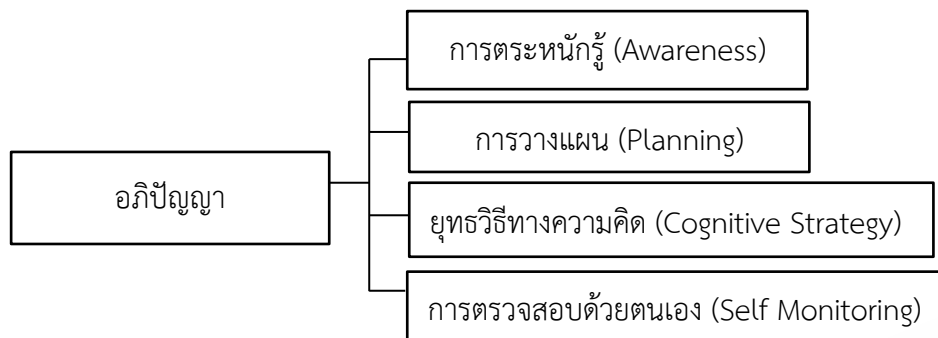 การตระหนักรู้ (Awareness)
การวางแผน (Planning)
อภิปัญญา
ยุทธวิธีทางความคิด (Cognitive Strategy)
การตรวจสอบด้วยตนเอง (Self Monitoring)